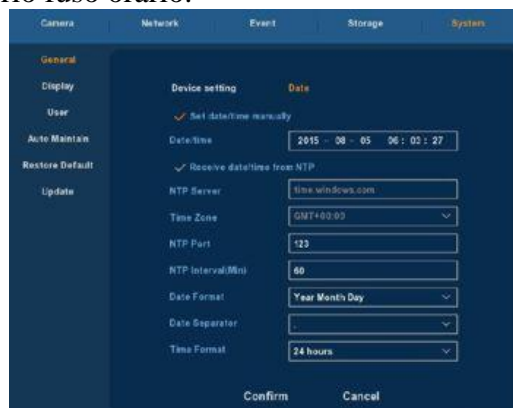 rio fuso orario.
Camera Network Event Storage System
General
Display
User
Auto Maintain
Restore Default
Update
Device setting Date
Set date/time manually
Date/time 2015 - 08 - 05 06 : 03 : 27
Receive date/time from NTP
NTP Server time.windows.com
Time Zone GMT+00:00
NTP Port 123
NTP Interval(Min) 60
Date Format Year Month Day
Date Separator .
Time Format 24 hours
Confirm Cancel